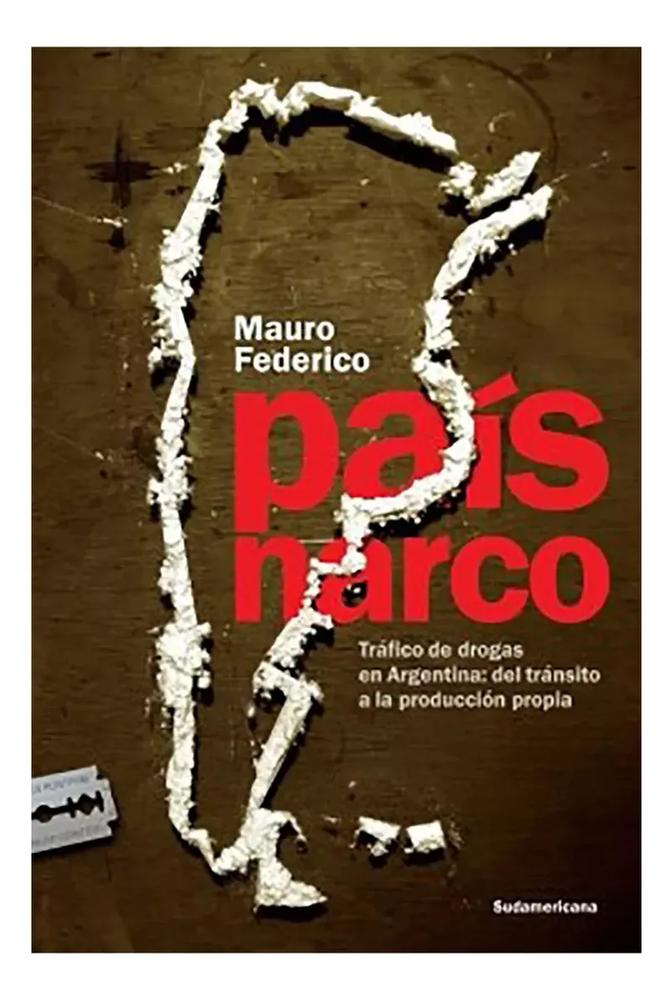 Mauro
Federico
país
narco
Tráfico de drogas
en Argentina: del tránsito
a la producción propia
Sudamericana